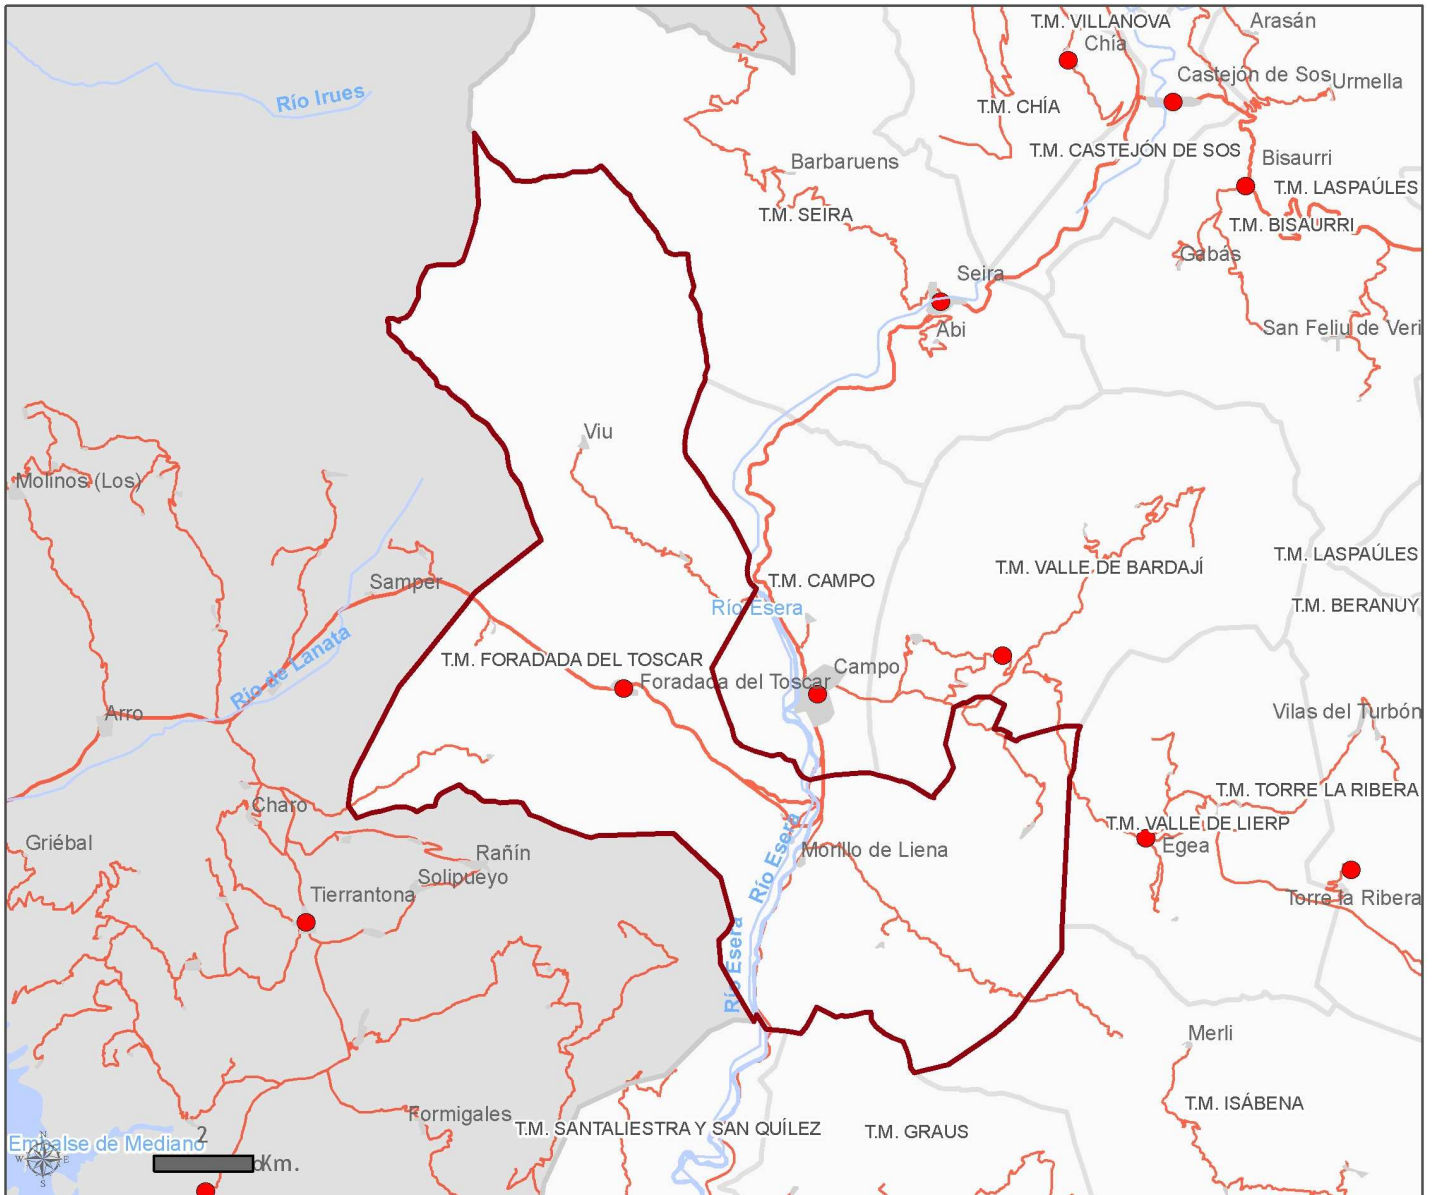 T.M. VILLANOVA
Arasán
Chía
Castejón de Sos
Urmella
Río Irues
T.M. CHÍA
T.M. CASTEJÓN DE SOS
Bisaurri
Barbaruens
T.M. LASPAÚLES
T.M. SEIRA
T.M. BISAURRI
Gabás
Seira
Abi
San Feliu de Veri
Viu
Molinos (Los)
T.M. LASPAÚLES
T.M. VALLE DE BARDAJÍ
Samper
T.M. CAMPO
Río Esera
T.M. BERANUY
Río de Lanata
T.M. FORADADA DEL TOSCAR
Campo
Foradada del Toscar
Arro
Vilas del Turbón
T.M. TORRE LA RIBERA
Charo
T.M. VALLE DE LIERP
Griébal
Egea
Río Esera
Morillo de Liena
Rañín
Solipueyo
Tierrantona
Torre la Ribera
Río Esera
Merli
T.M. ISÁBENA
Formigales
T.M. SANTALIESTRA Y SAN QUÍLEZ
T.M. GRAUS
Embalse de Mediano
2
Km.
N
W E
S